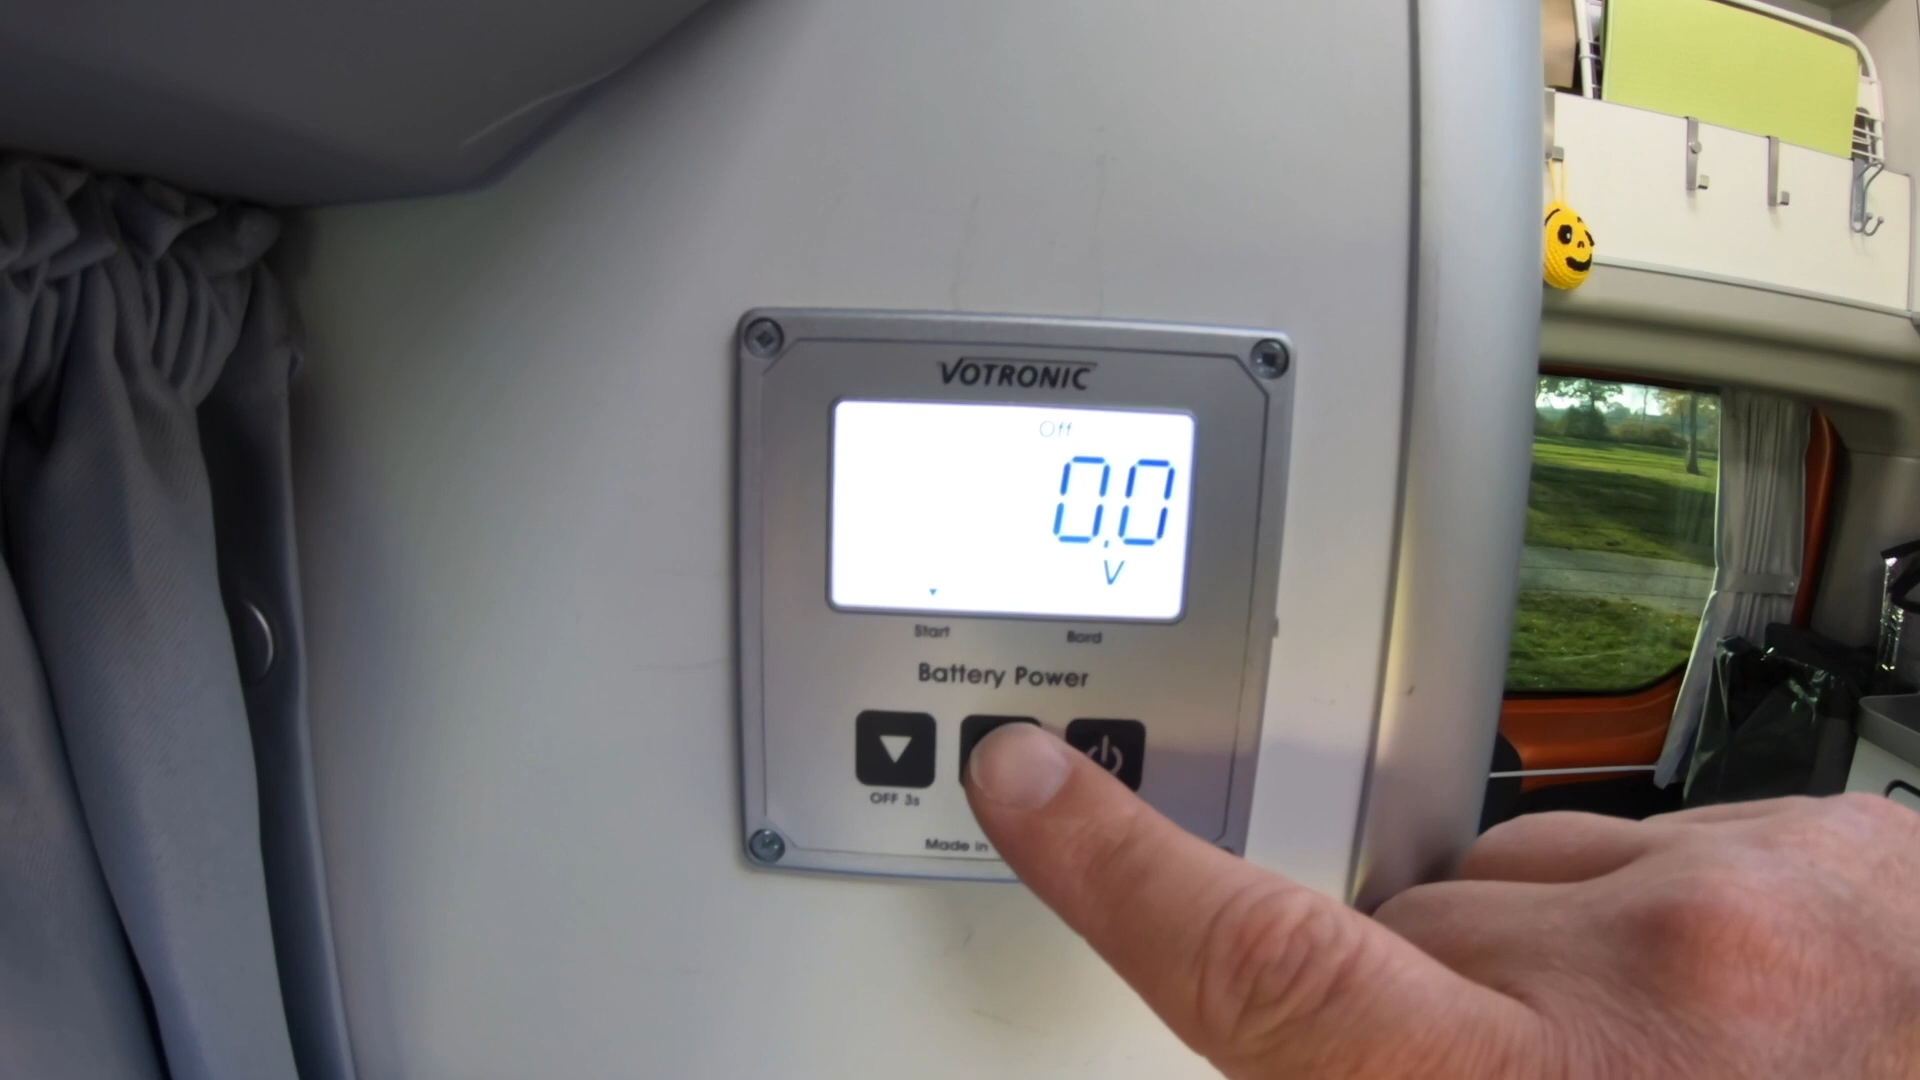 VOTRONIC
Off
0.0
V
Start Bord
Battery Power
OFF 3s
Made in